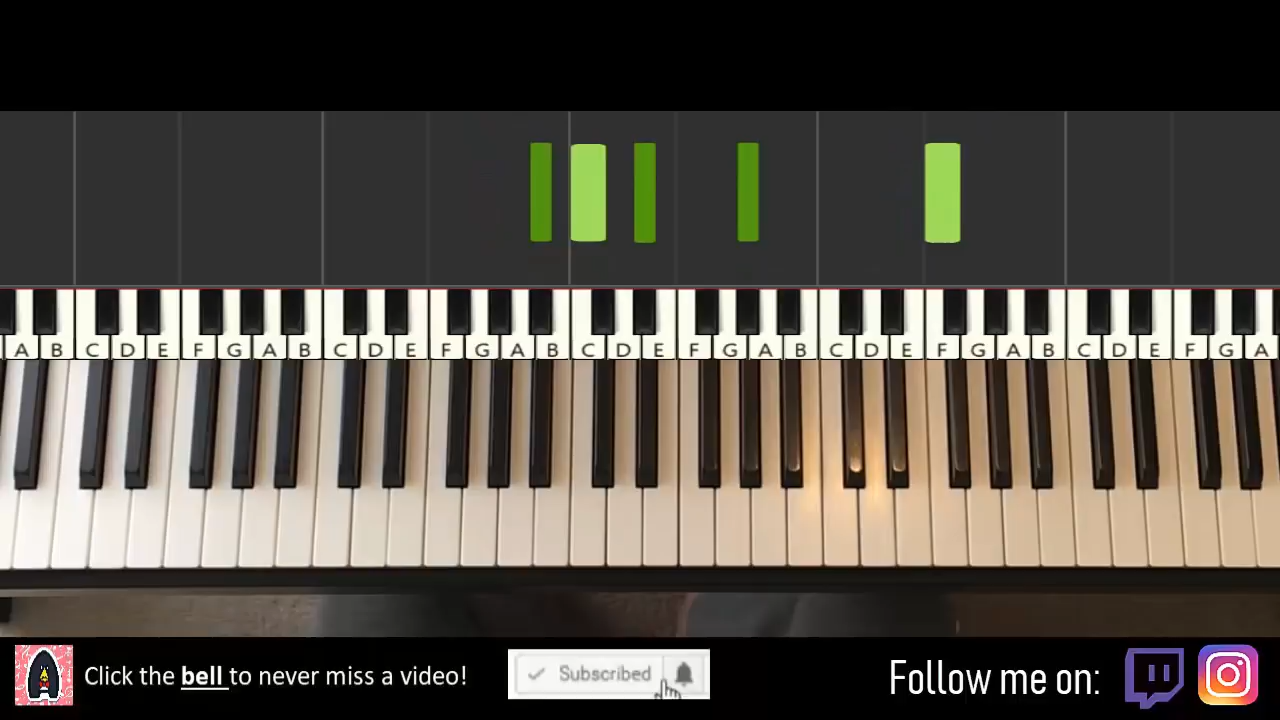 A B C D E F G A B C D E F G A B C D E F G A B C D E F G A B C D E F G A
Click the bell to never miss a video!
Subscribed
Follow me on: